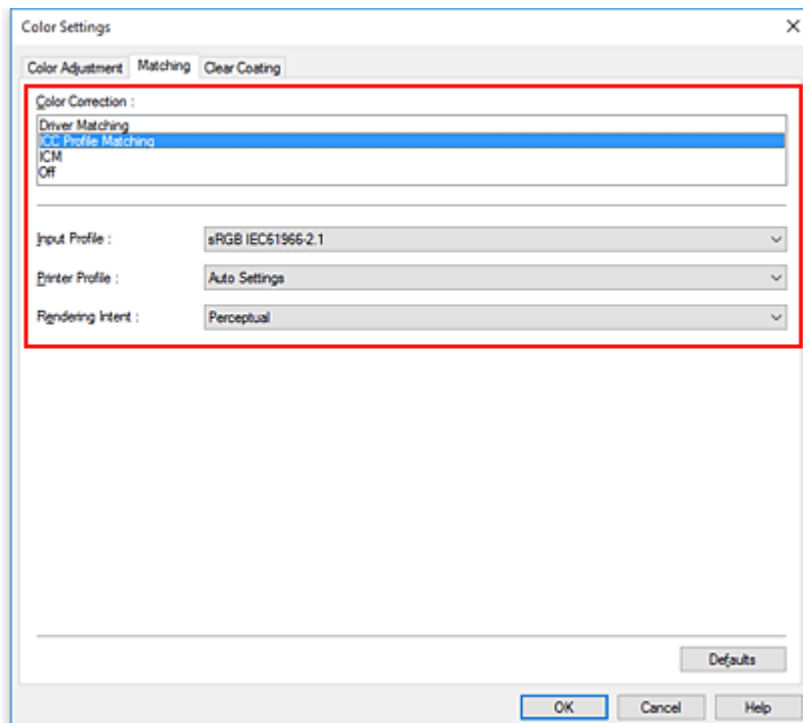 Color Settings
Color Adjustment Matching Clear Coating
Color Correction :
Driver Matching
ICC Profile Matching
ICM
Off
Input Profile : sRGB IEC61966-2.1
Printer Profile : Auto Settings
Rendering Intent : Perceptual
Defaults
OK Cancel Help